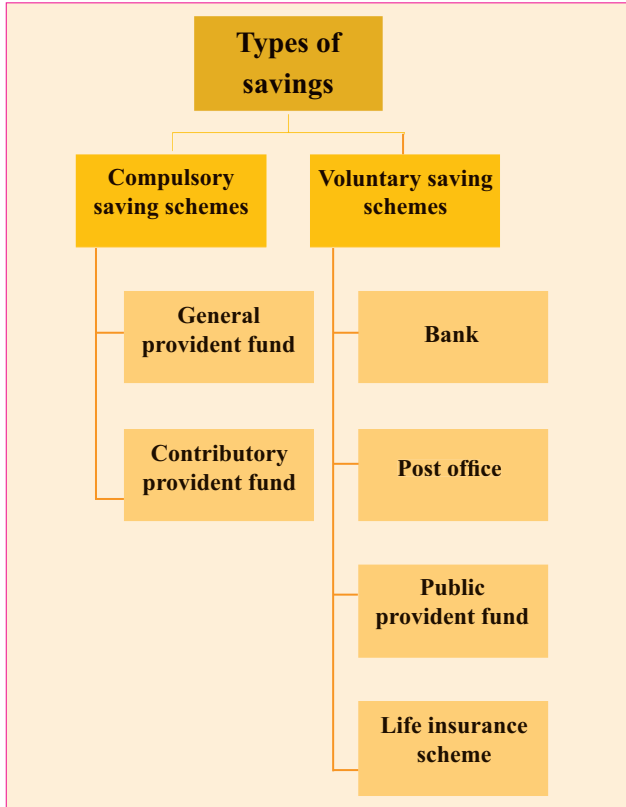 Types of
savings
Compulsory
saving schemes
General
provident fund
Contributory
provident fund
Voluntary saving
schemes
Bank
Post office
Public
provident fund
Life insurance
scheme